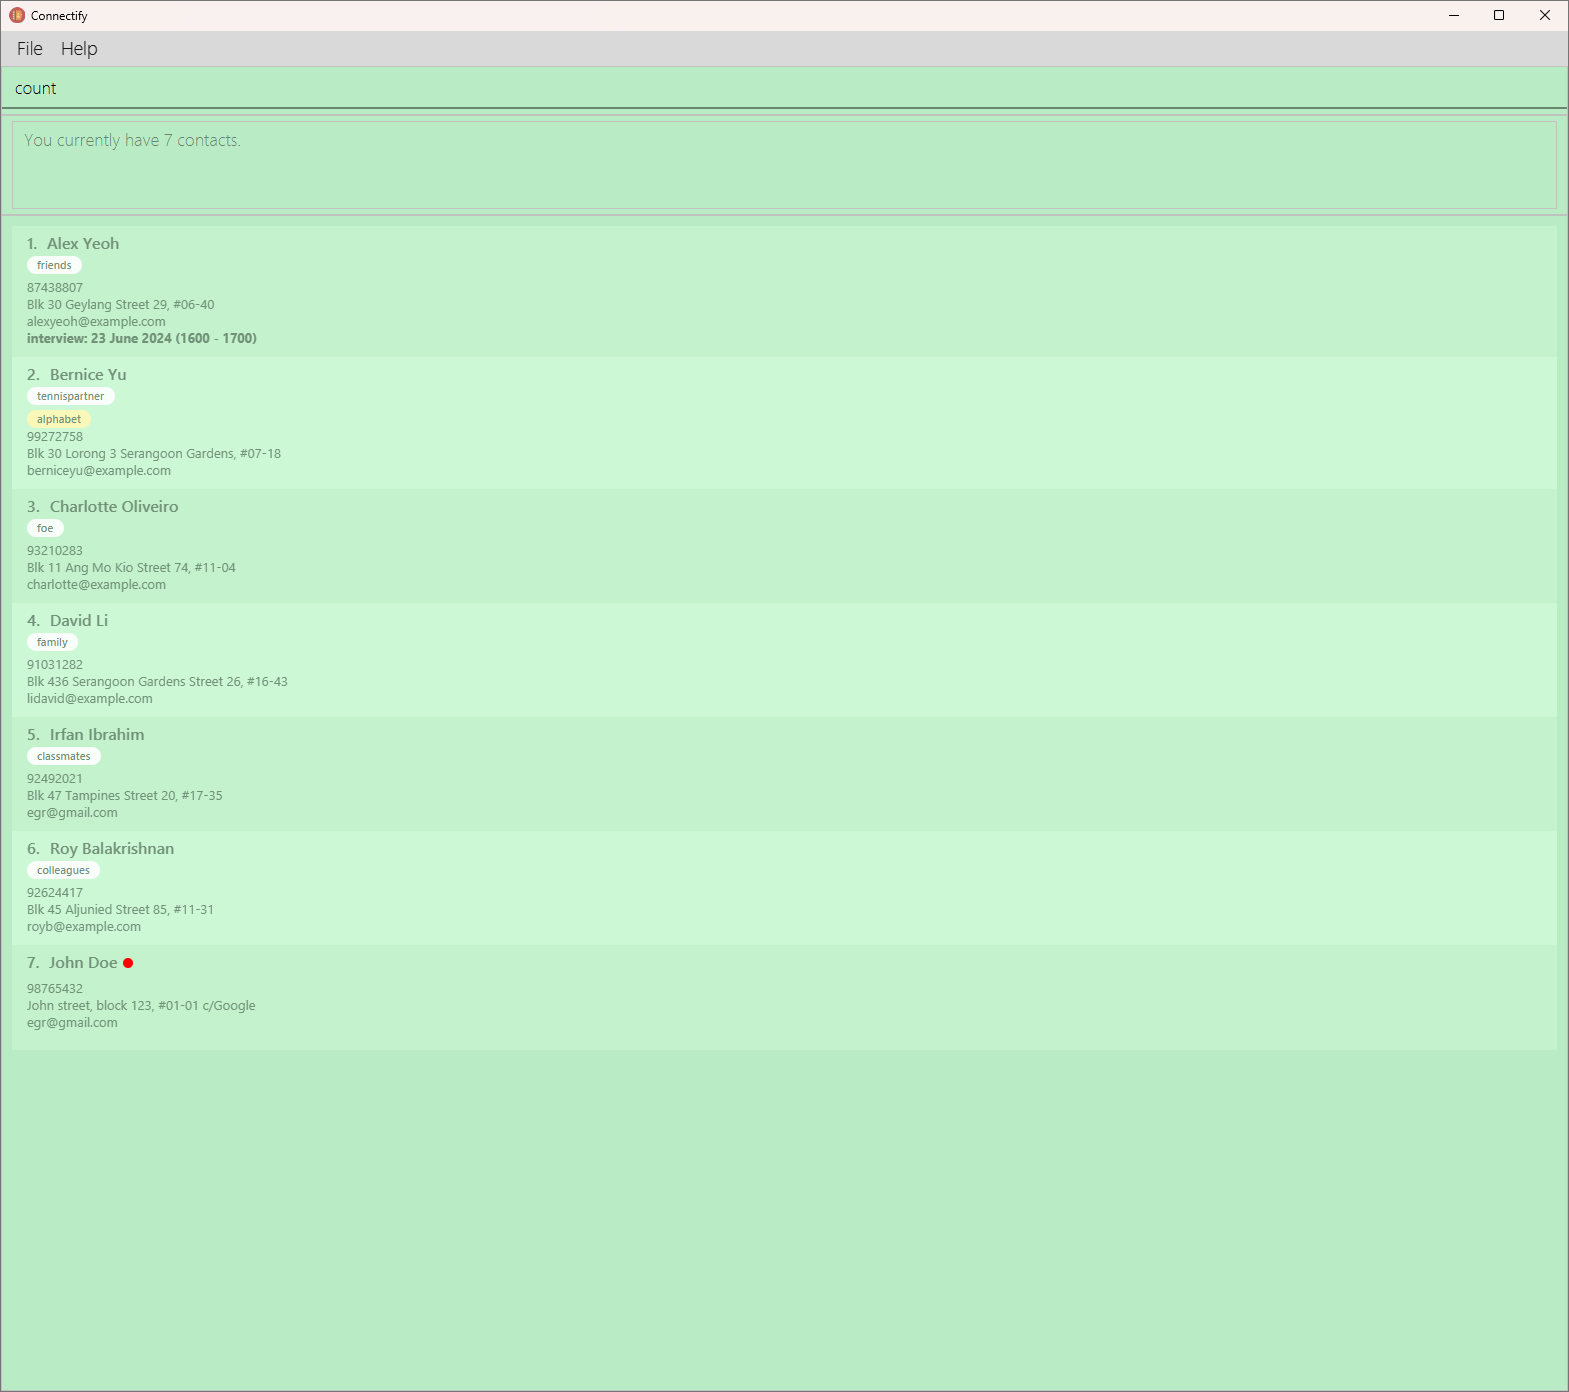 Connectify
File Help
count
You currently have 7 contacts.
1. Alex Yeoh
friends
87438807
Blk 30 Geylang Street 29, #06-40
alexyeoh@example.com
interview: 23 June 2024 (1600 - 1700)
2. Bernice Yu
tennispartner
alphabet
99272758
Blk 30 Lorong 3 Serangoon Gardens, #07-18
berniceyu@example.com
3. Charlotte Oliveiro
foe
93210283
Blk 11 Ang Mo Kio Street 74, #11-04
charlotte@example.com
4. David Li
family
91031282
Blk 436 Serangoon Gardens Street 26, #16-43
lidavid@example.com
5. Irfan Ibrahim
classmates
92492021
Blk 47 Tampines Street 20, #17-35
egr@gmail.com
6. Roy Balakrishnan
colleagues
92624417
Blk 45 Aljunied Street 85, #11-31
royb@example.com
7. John Doe
98765432
John street, block 123, #01-01 c/Google
egr@gmail.com